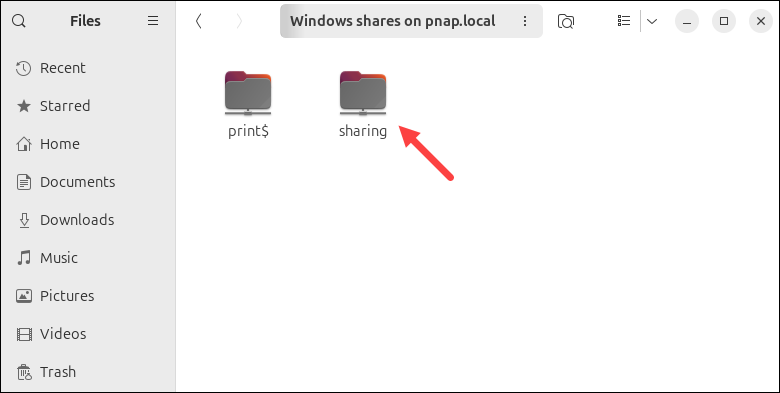 Files
Windows shares on pnap.local
Recent
Starred
Home
Documents
Downloads
Music
Pictures
Videos
Trash
print$
sharing